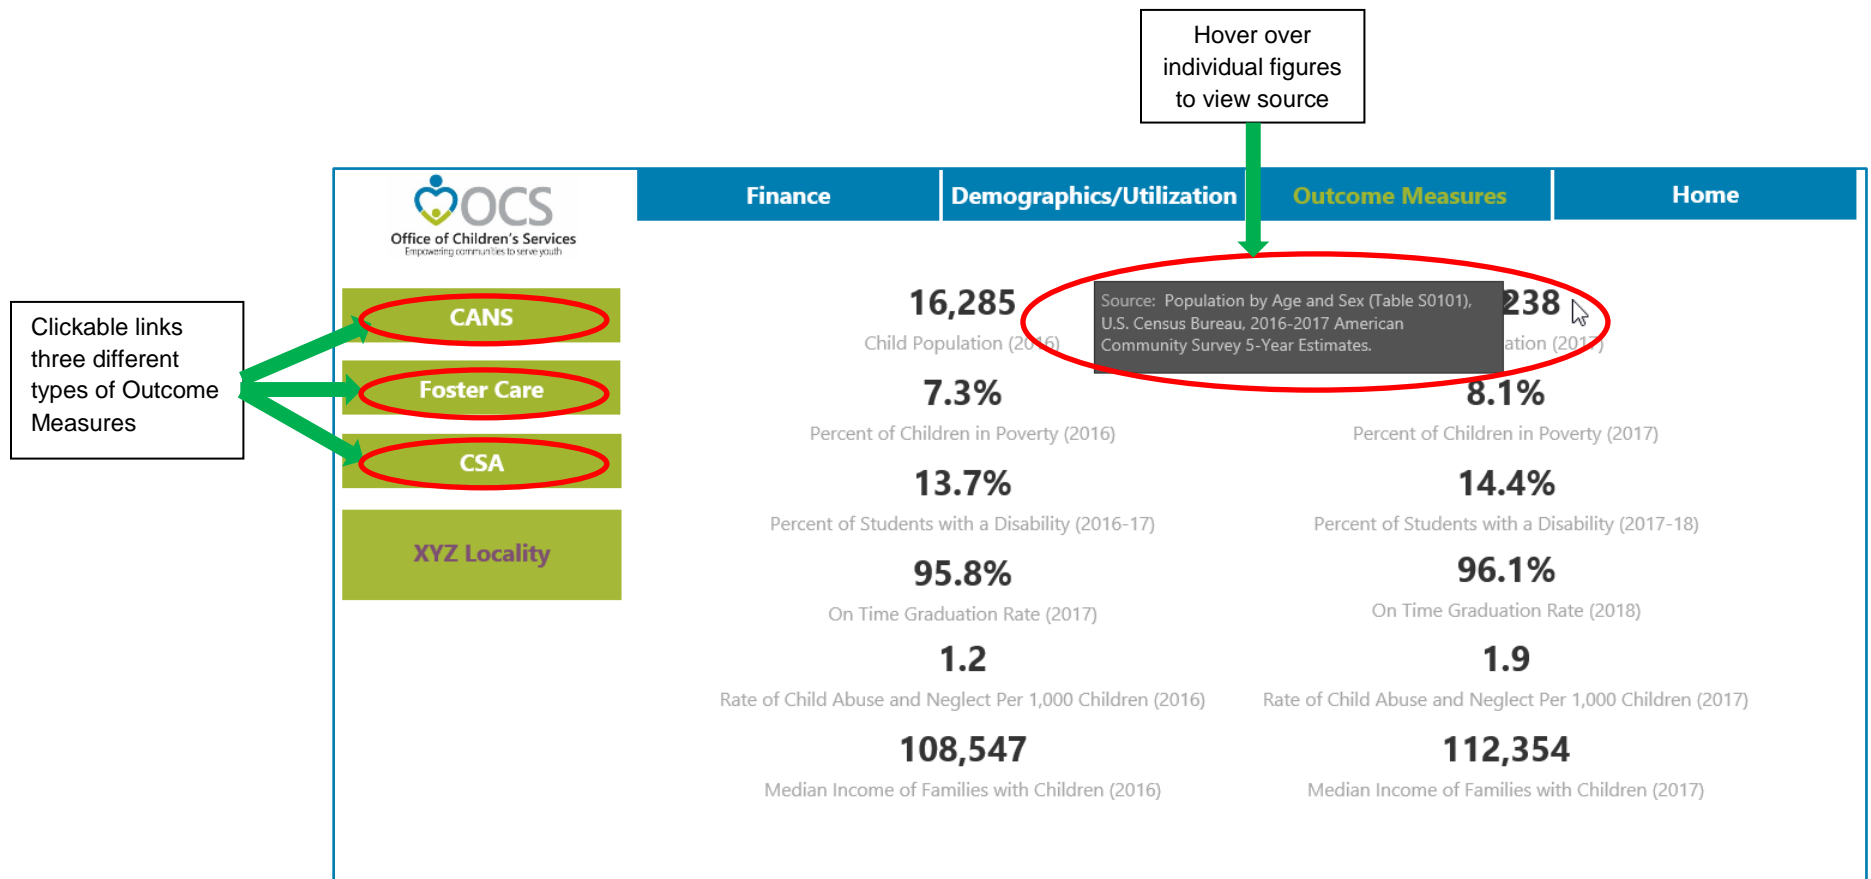 Hover over
individual figures
to view source
OCS
Office of Children's Services
Empowering communities to serve youth
Finance
Demographics/Utilization
Outcome Measures
Home
Clickable links
three different
types of Outcome
Measures
CANS
Foster Care
CSA
XYZ Locality
16,285
Child Population (2016)
238
ation (2017)
Source: Population by Age and Sex (Table S0101),
U.S. Census Bureau, 2016-2017 American
Community Survey 5-Year Estimates.
7.3%
Percent of Children in Poverty (2016)
8.1%
Percent of Children in Poverty (2017)
13.7%
Percent of Students with a Disability (2016-17)
14.4%
Percent of Students with a Disability (2017-18)
95.8%
On Time Graduation Rate (2017)
96.1%
On Time Graduation Rate (2018)
1.2
Rate of Child Abuse and Neglect Per 1,000 Children (2016)
1.9
Rate of Child Abuse and Neglect Per 1,000 Children (2017)
108,547
Median Income of Families with Children (2016)
112,354
Median Income of Families with Children (2017)